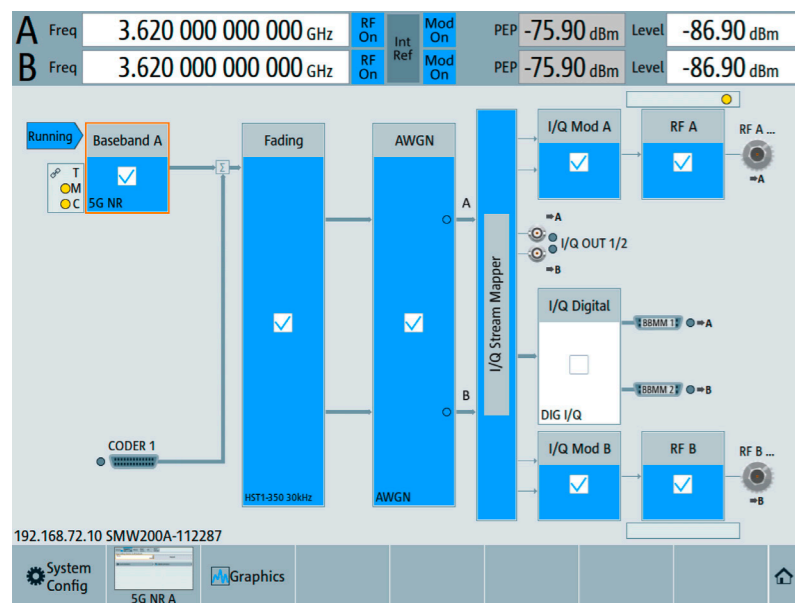 A Freq 3.620 000 000 000 GHz RF On Int Ref Mod On PEP -75.90 dBm Level -86.90 dBm
B Freq 3.620 000 000 000 GHz RF On Mod On PEP -75.90 dBm Level -86.90 dBm
Running
Baseband A
T
M
C
5G NR
Σ
Fading
HST1-350 30kHz
AWGN
A
B
AWGN
I/Q Stream Mapper
I/Q Mod A
RF A
RF A ...
A
A
I/Q OUT 1/2
B
I/Q Digital
BBMM 1
A
BBMM 2
B
DIG I/Q
I/Q Mod B
RF B
RF B ...
B
CODER 1
192.168.72.10 SMW200A-112287
System
Config
5G NR A
Graphics